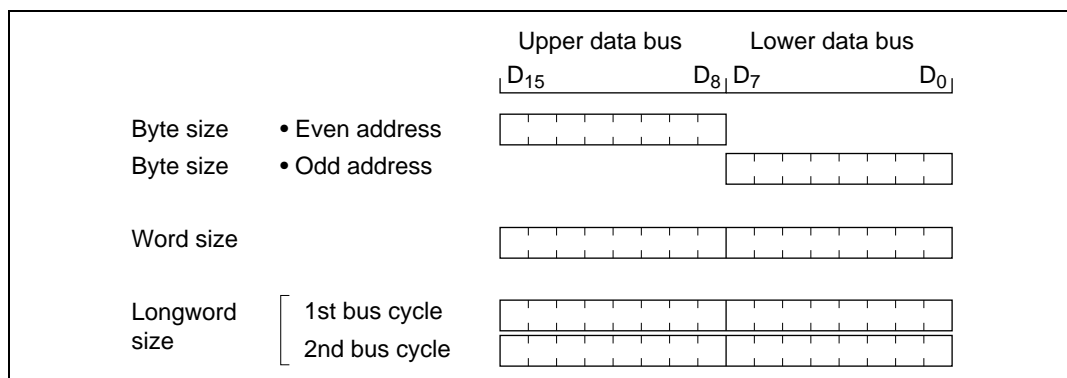 Upper data bus Lower data bus
D15 D8 D7 D0
Byte size • Even address
Byte size • Odd address
Word size
Longword size
1st bus cycle
2nd bus cycle